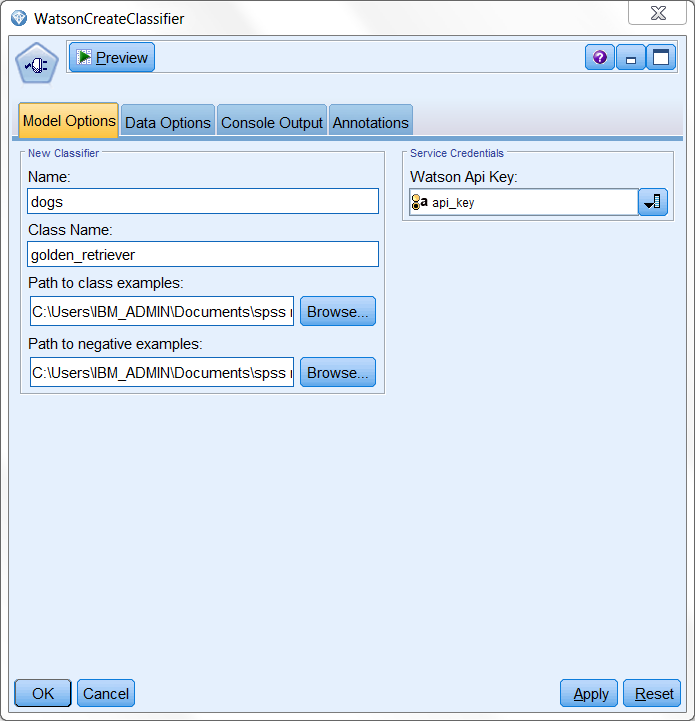 WatsonCreateClassifier
Preview
Model Options Data Options Console Output Annotations
New Classifier
Name:
dogs
Class Name:
golden_retriever
Path to class examples:
C:\Users\IBM_ADMIN\Documents\spss Browse...
Path to negative examples:
C:\Users\IBM_ADMIN\Documents\spss Browse...
Service Credentials
Watson Api Key:
a api_key
OK Cancel Apply Reset